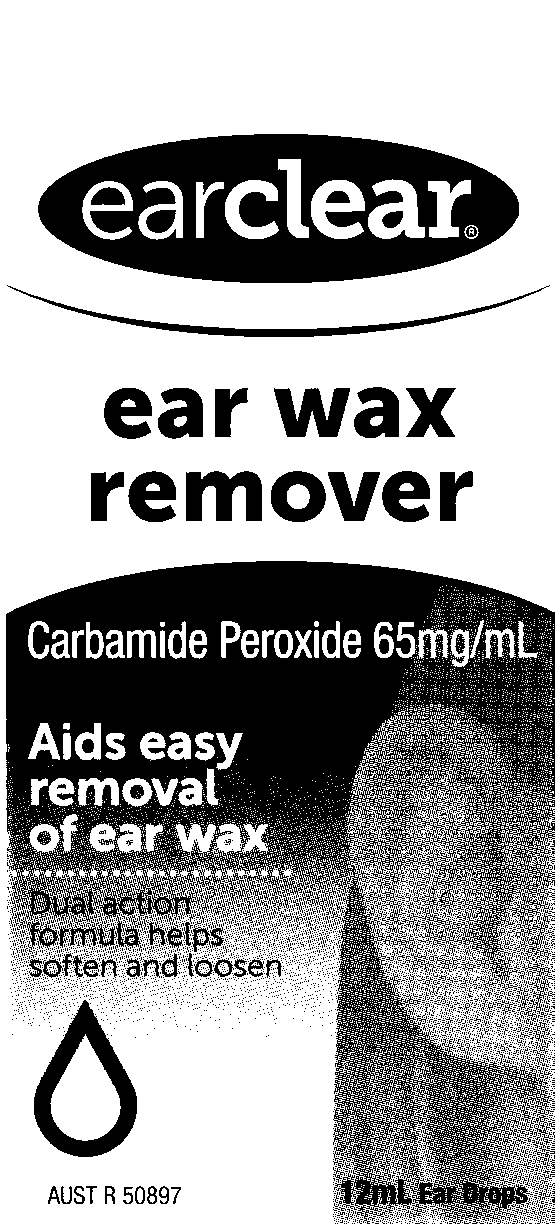 earclear®
ear wax
remover
Carbamide Peroxide 65mg/mL
Aids easy
removal
of ear wax
Dual action
formula helps
soften and loosen
AUST R 50897
12mL Ear Drops